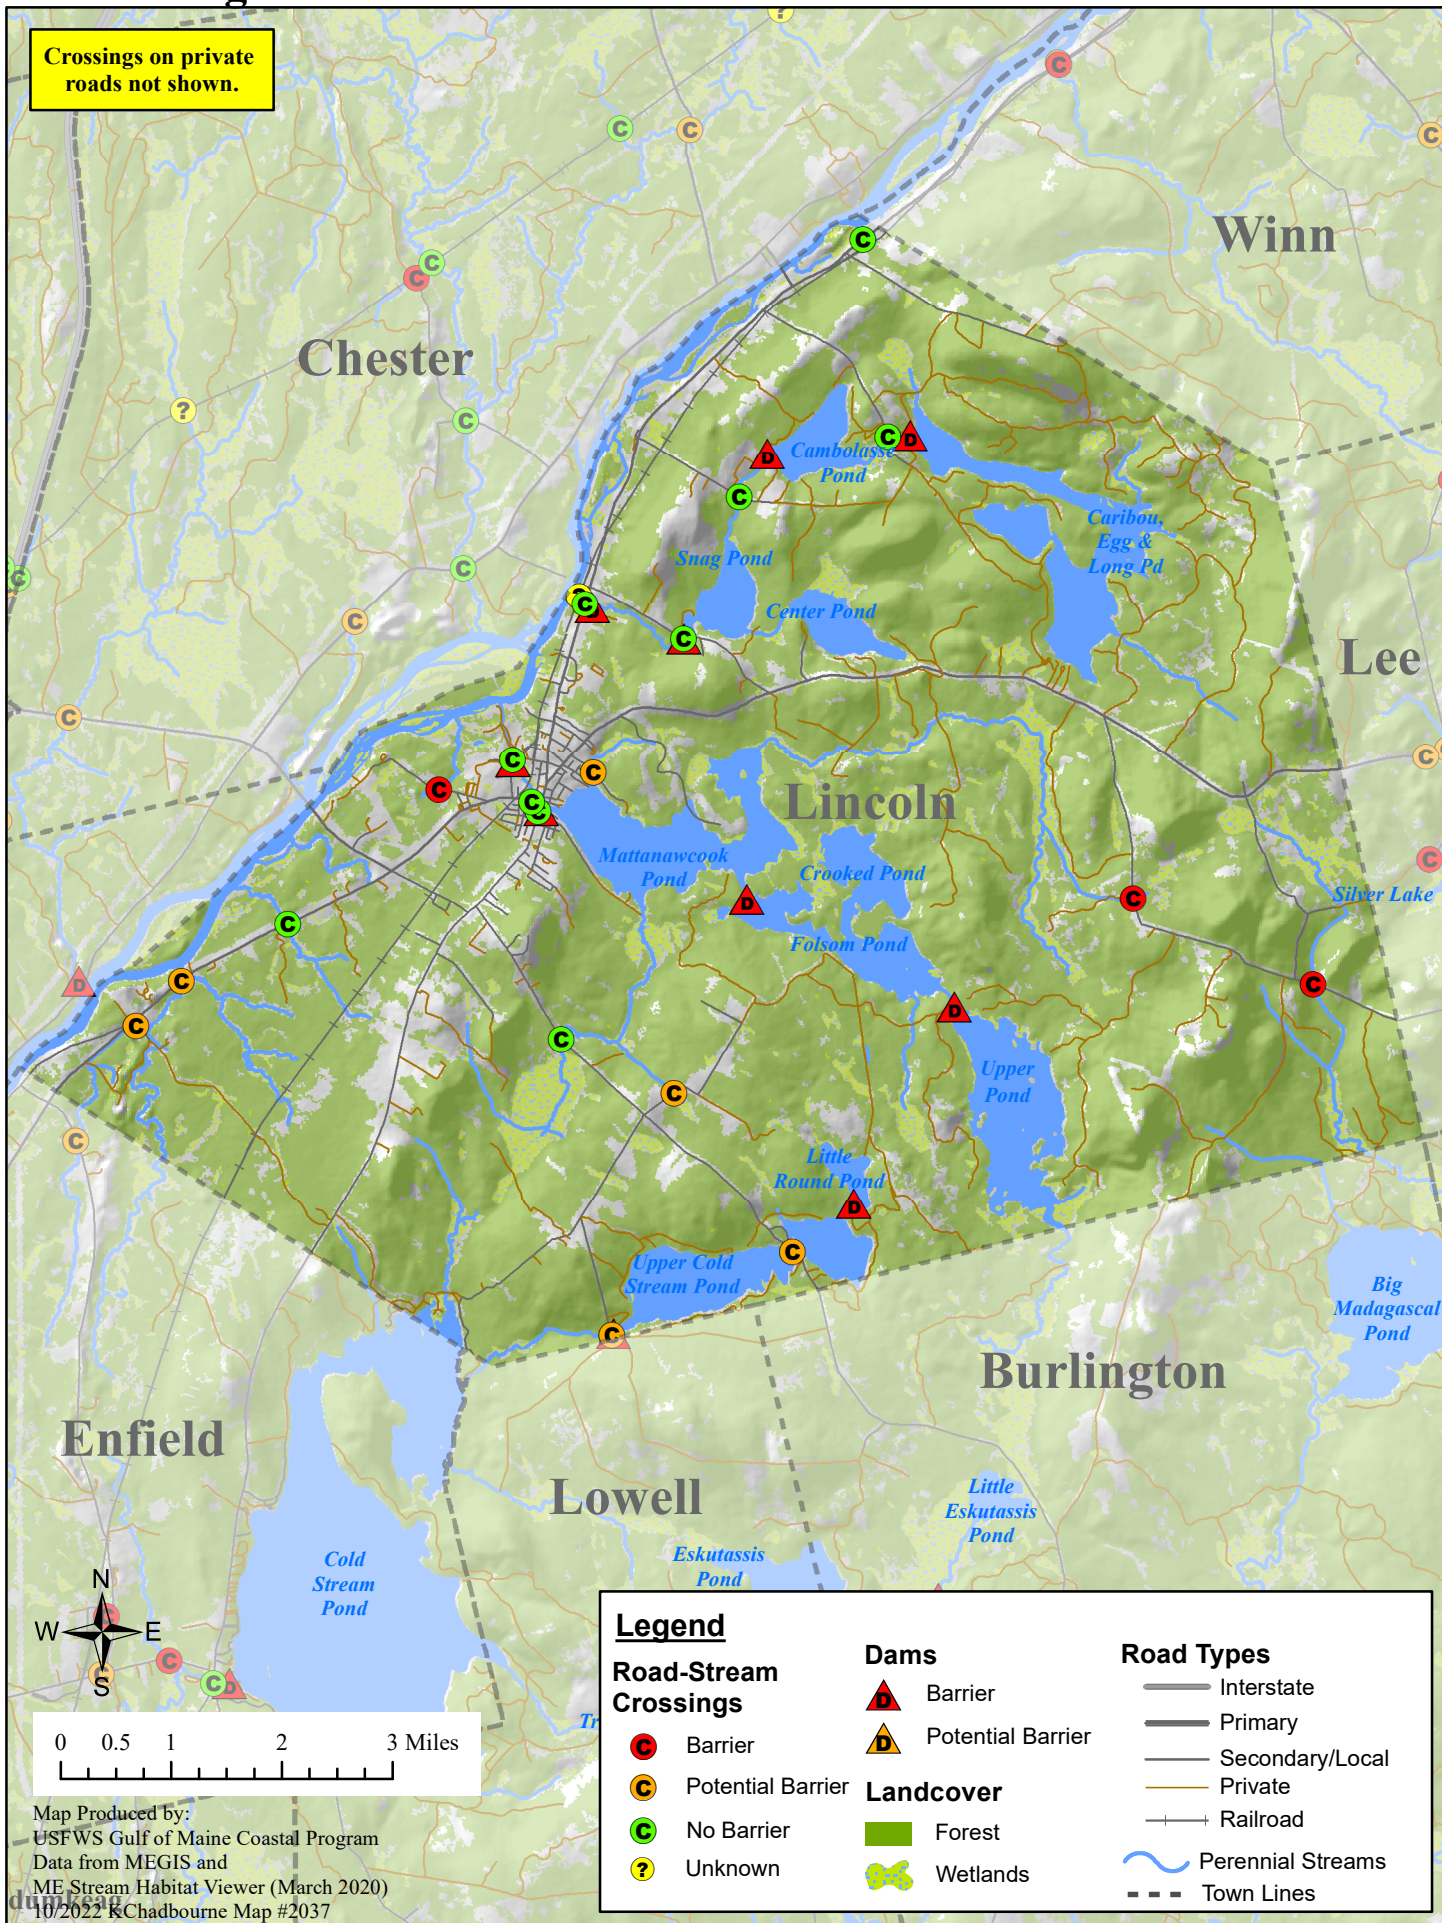 Crossings on private
roads not shown.
Winn
Chester
Cambolasse
Pond
Caribou,
Egg &
Long Pd
Snag Pond
Center Pond
Lee
Lincoln
Mattanawcook
Pond
Crooked Pond
Silver Lake
Folsom Pond
Upper
Pond
Little
Round Pond
Upper Cold
Stream Pond
Big
Madagascal
Pond
Burlington
Enfield
Lowell
Little
Eskutassis
Pond
Eskutassis
Pond
Cold
Stream
Pond
N
W E
S
0 0.5 1 2 3 Miles
Map Produced by:
USFWS Gulf of Maine Coastal Program
Data from MEGIS and
ME Stream Habitat Viewer (March 2020)
10/2022 KChadbourne Map #2037
Legend
Road-Stream
Crossings
C Barrier
C Potential Barrier
C No Barrier
? Unknown
Dams
D Barrier
D Potential Barrier
Landcover
Forest
Wetlands
Road Types
Interstate
Primary
Secondary/Local
Private
Railroad
Perennial Streams
Town Lines